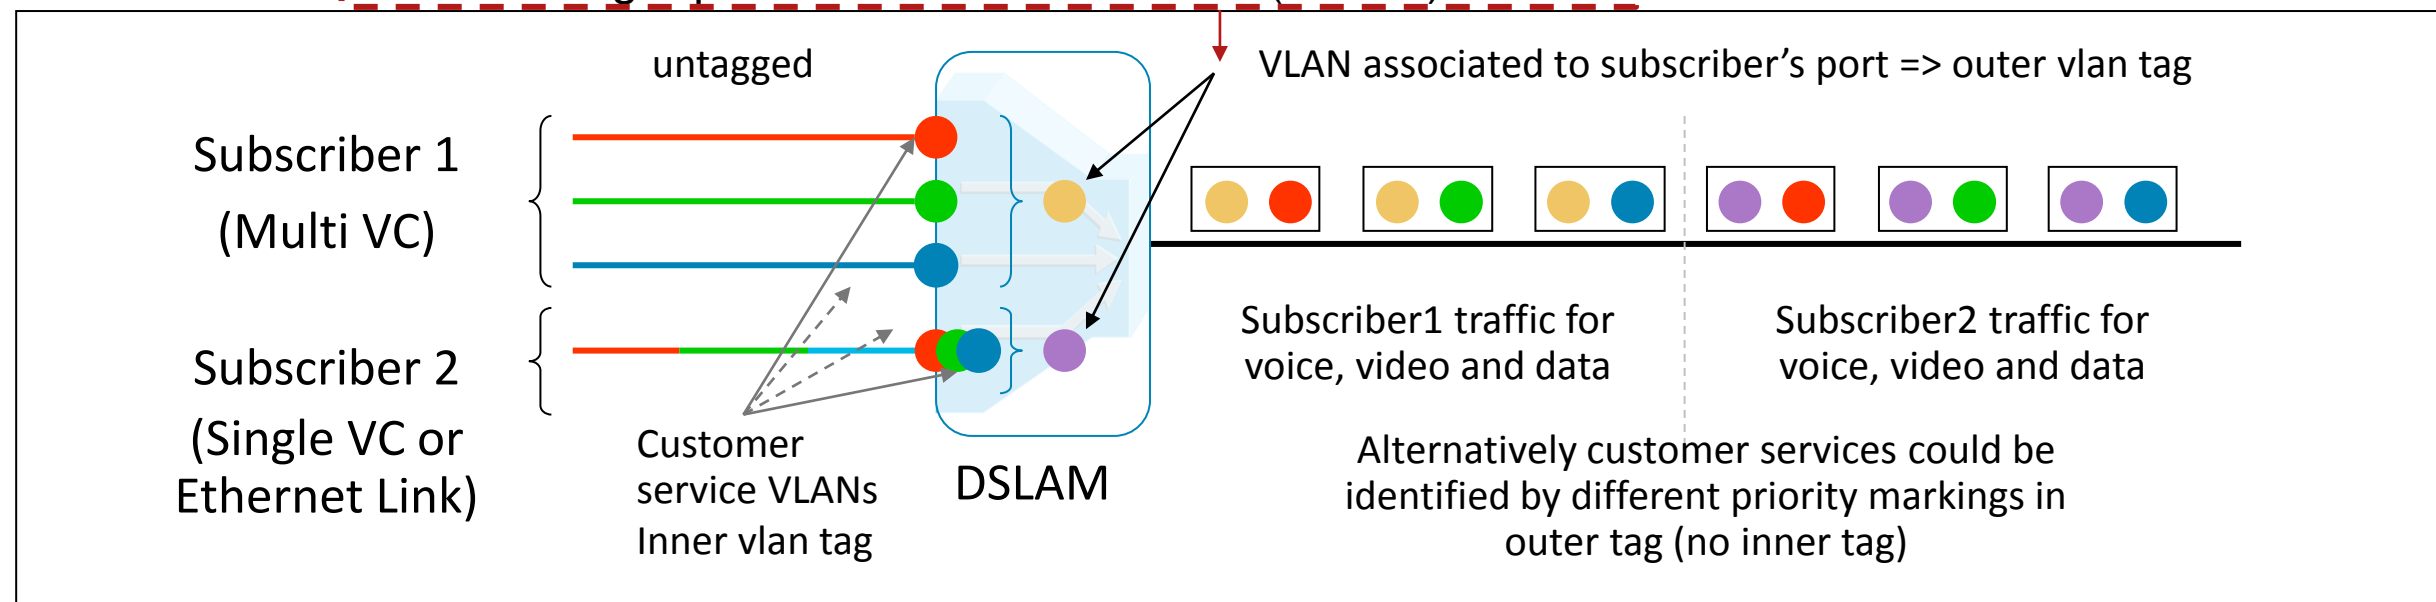 untagged
VLAN associated to subscriber’s port => outer vlan tag
Subscriber 1
(Multi VC)
Subscriber 2
(Single VC or
Ethernet Link)
Customer
service VLANs
Inner vlan tag
DSLAM
Subscriber1 traffic for
voice, video and data
Subscriber2 traffic for
voice, video and data
Alternatively customer services could be
identified by different priority markings in
outer tag (no inner tag)